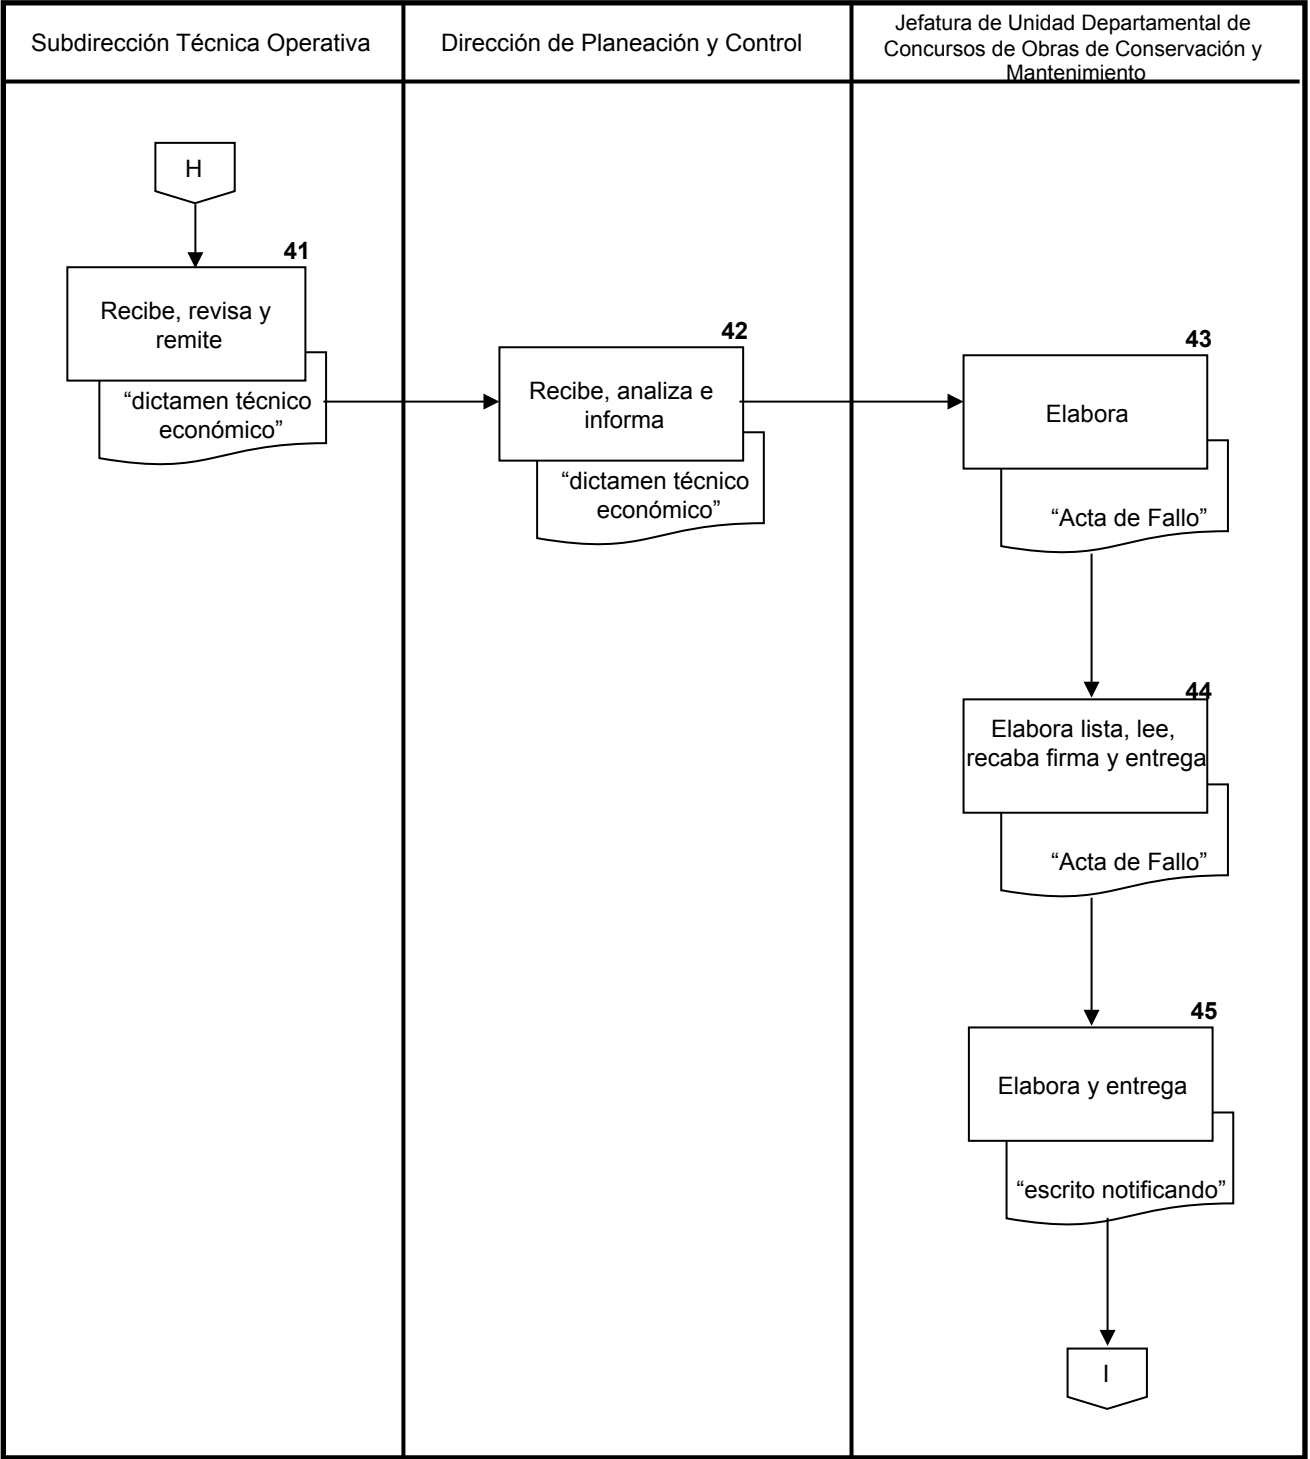 Subdirección Técnica Operativa
Dirección de Planeación y Control
Jefatura de Unidad Departamental de
Concursos de Obras de Conservación y
Mantenimiento
H
41
Recibe, revisa y
remite
“dictamen técnico
económico”
42
Recibe, analiza e
informa
“dictamen técnico
económico”
43
Elabora
“Acta de Fallo”
44
Elabora lista, lee,
recaba firma y entrega
“Acta de Fallo”
45
Elabora y entrega
“escrito notificando”
I